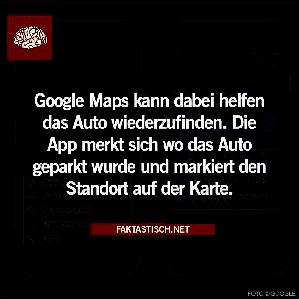 Google Maps kann dabei helfen
das Auto wiederzufinden. Die
App merkt sich wo das Auto
geparkt wurde und markiert den
Standort auf der Karte.
FAKTASTISCH.NET
FOTO: © GOOGLE